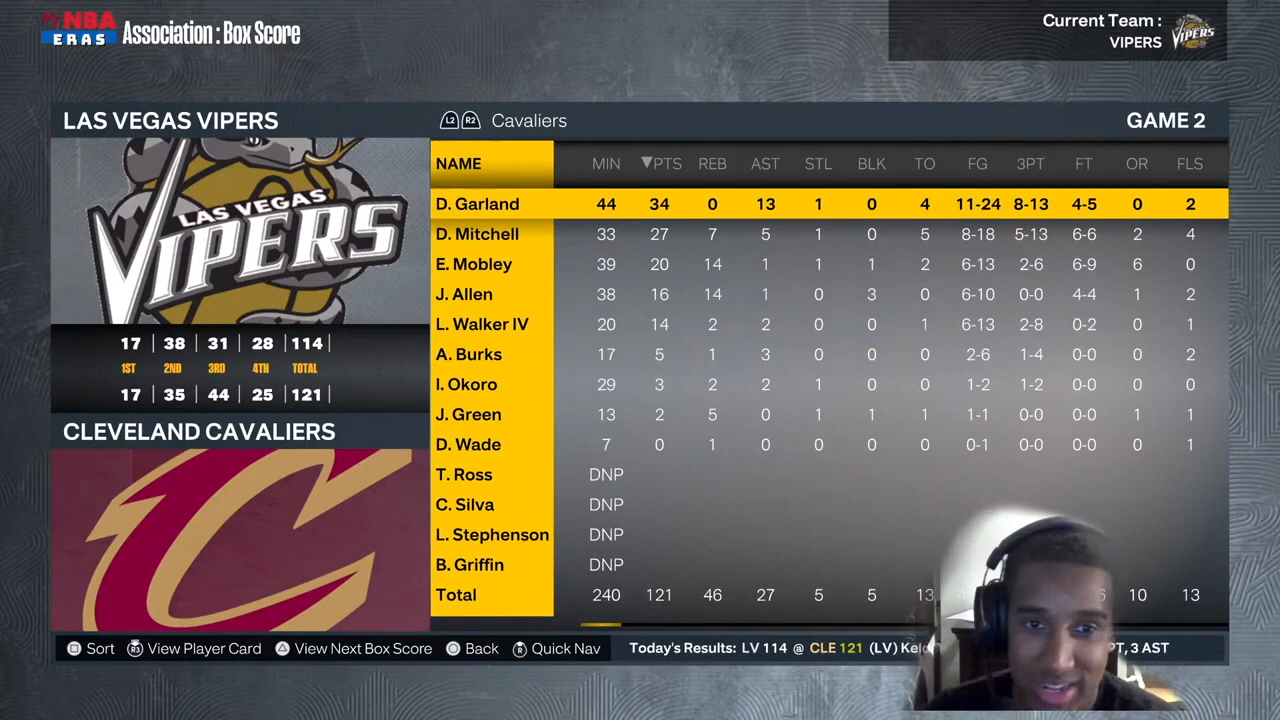 MyNBA ERAS Association : Box Score
Current Team :
VIPERS
VIPERS
LAS VEGAS VIPERS
LAS VEGAS
VIPERS
17 | 38 | 31 | 28 | 114 |
1ST 2ND 3RD 4TH TOTAL
17 | 35 | 44 | 25 | 121 |
CLEVELAND CAVALIERS
L2 R2 Cavaliers GAME 2
NAME MIN ▼PTS REB AST STL BLK TO FG 3PT FT OR FLS
D. Garland 44 34 0 13 1 0 4 11-24 8-13 4-5 0 2
D. Mitchell 33 27 7 5 1 0 5 8-18 5-13 6-6 2 4
E. Mobley 39 20 14 1 1 1 2 6-13 2-6 6-9 6 0
J. Allen 38 16 14 1 0 3 0 6-10 0-0 4-4 1 2
L. Walker IV 20 14 2 2 0 0 1 6-13 2-8 0-2 0 1
A. Burks 17 5 1 3 0 0 0 2-6 1-4 0-0 0 2
I. Okoro 29 3 2 2 1 0 0 1-2 1-2 0-0 0 0
J. Green 13 2 5 0 1 1 1 1-1 0-0 0-0 1 1
D. Wade 7 0 1 0 0 0 0 0-1 0-0 0-0 0 1
T. Ross DNP
C. Silva DNP
L. Stephenson DNP
B. Griffin DNP
Total 240 121 46 27 5 5 13 10 13
Sort R3 View Player Card View Next Box Score Back R Quick Nav
Today's Results: LV 114 @ CLE 121 (LV) PT, 3 AST